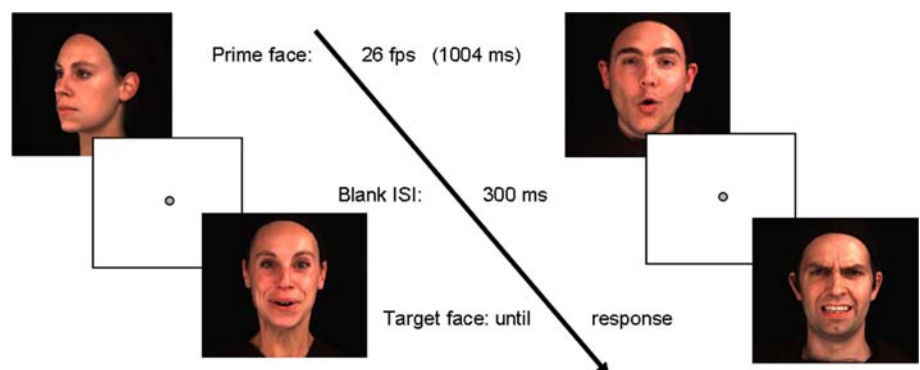 Prime face: 26 fps (1004 ms)
Blank ISI: 300 ms
Target face: until response